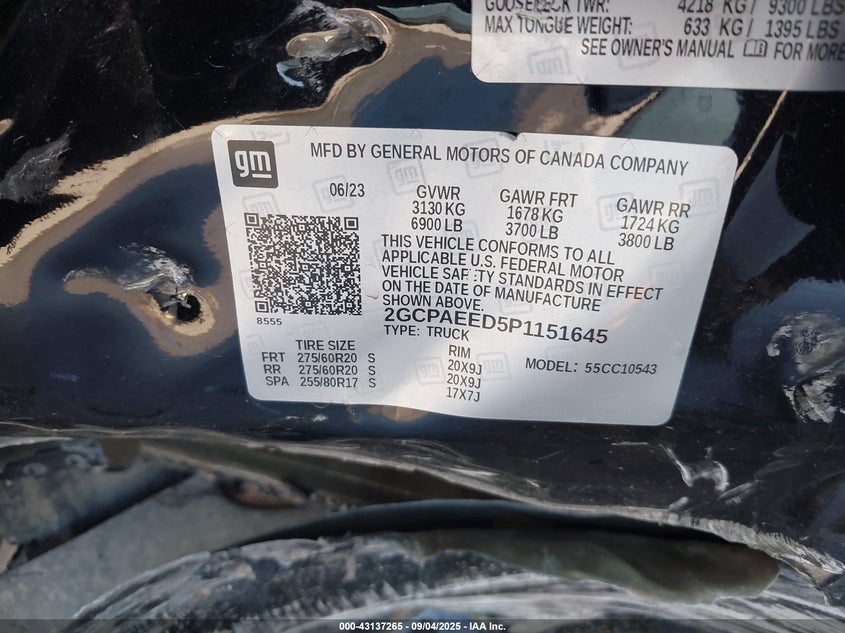 GOOSENECK TWR: 4218 KG/ 9300 LBS
MAX TONGUE WEIGHT: 633 KG/ 1395 LBS
SEE OWNER'S MANUAL FOR MORE
gm
gm MFD BY GENERAL MOTORS OF CANADA COMPANY
06/23 GVWR GAWR FRT GAWR RR
3130 KG 1678 KG 1724 KG
6900 LB 3700 LB 3800 LB
THIS VEHICLE CONFORMS TO ALL
APPLICABLE U.S. FEDERAL MOTOR
VEHICLE SAFETY STANDARDS IN EFFECT
ON THE DATE OF MANUFACTURE
SHOWN ABOVE.
8555
2GCPAEED5P1151645
TYPE: TRUCK
TIRE SIZE RIM MODEL: 55CC10543
FRT 275/60R20 S 20X9J
RR 275/60R20 S 20X9J
SPA 255/80R17 S 17X7J
000-43137265 - 09/04/2025 - IAA Inc.